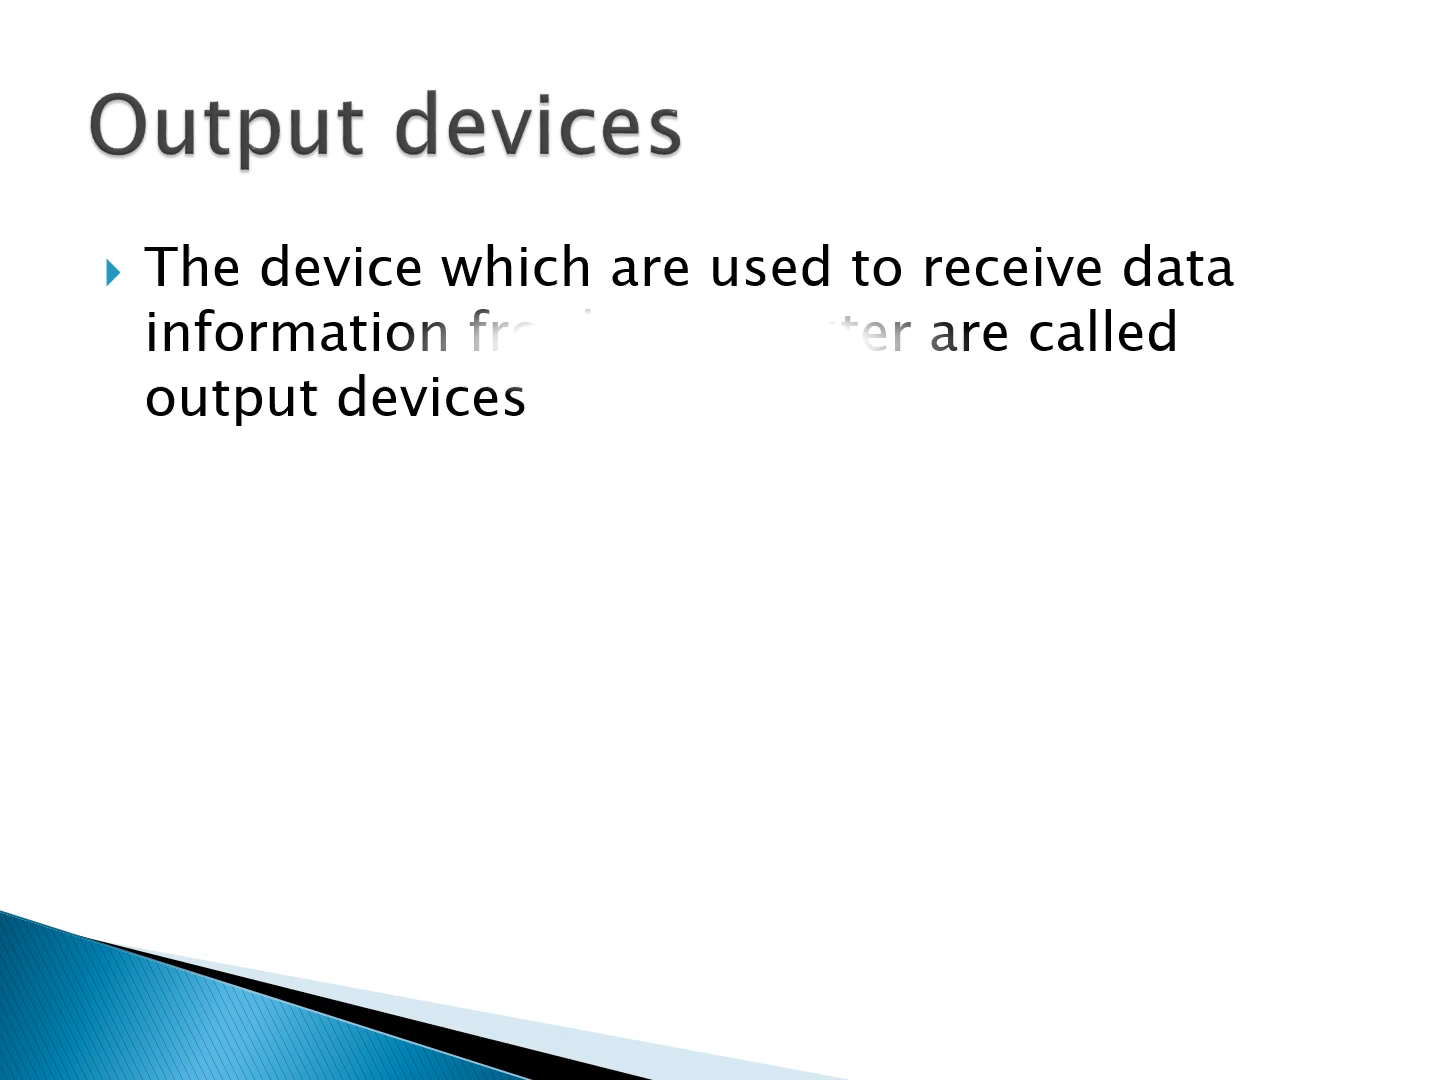 Output devices
The device which are used to receive data
information are called
output devices